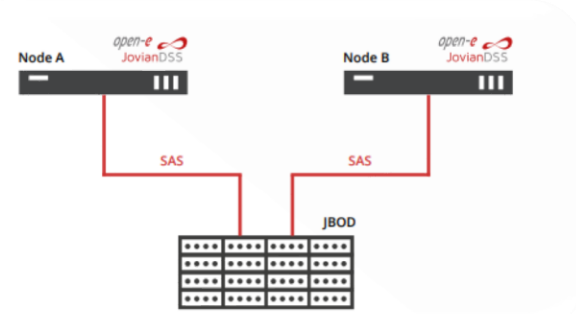 open-e
Node A JovianDSS
open-e
Node B JovianDSS
SAS
SAS
JBOD